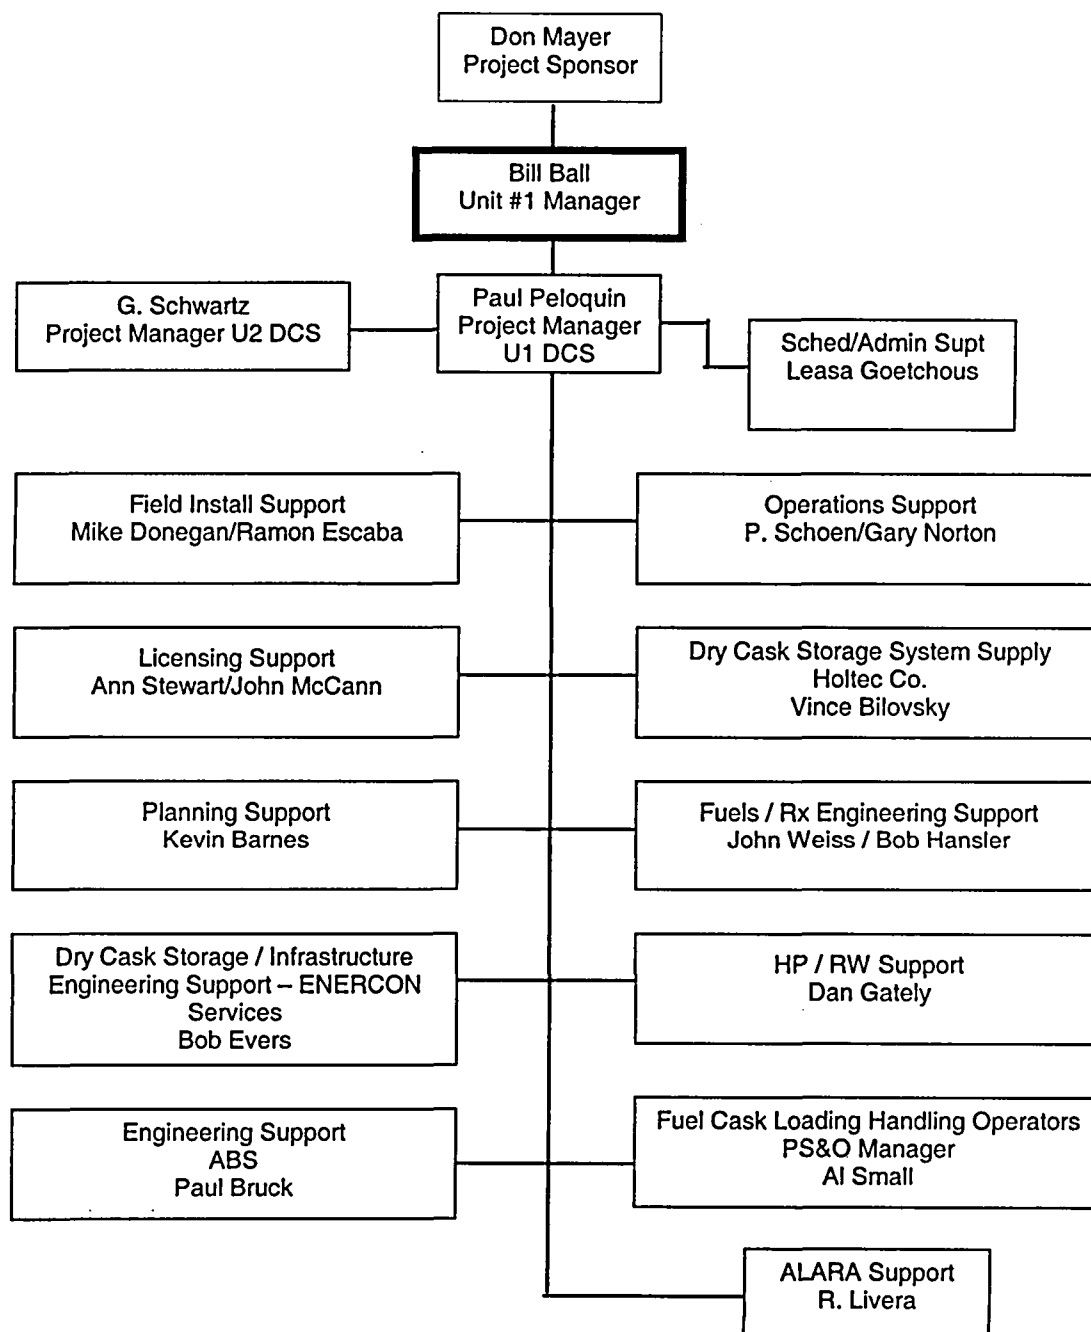 Don Mayer
Project Sponsor
Bill Ball
Unit #1 Manager
G. Schwartz
Project Manager U2 DCS
Paul Peloquin
Project Manager
U1 DCS
Sched/Admin Supt
Leasa Goetchous
Field Install Support
Mike Donegan/Ramon Escaba
Operations Support
P. Schoen/Gary Norton
Licensing Support
Ann Stewart/John McCann
Dry Cask Storage System Supply
Holtec Co.
Vince Bilovsky
Planning Support
Kevin Barnes
Fuels / Rx Engineering Support
John Weiss / Bob Hansler
Dry Cask Storage / Infrastructure
Engineering Support – ENERCON
Services
Bob Evers
HP / RW Support
Dan Gately
Engineering Support
ABS
Paul Bruck
Fuel Cask Loading Handling Operators
PS&O Manager
Al Small
ALARA Support
R. Livera